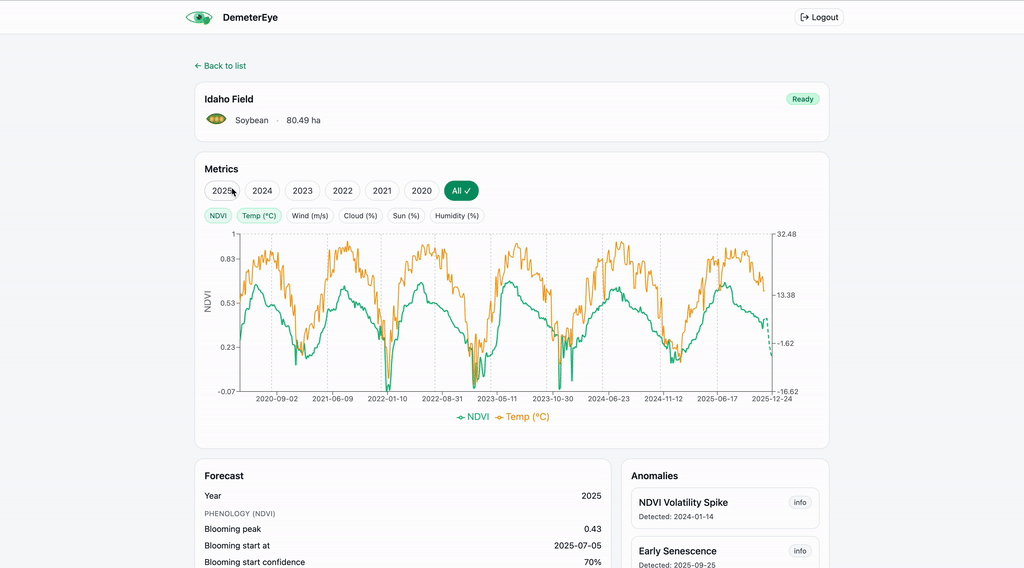 DemeterEye
Logout
← Back to list
Idaho Field
Ready
Soybean · 80.49 ha
Metrics
2025 2024 2023 2022 2021 2020 All ✓
NDVI Temp (°C) Wind (m/s) Cloud (%) Sun (%) Humidity (%)
1 32.48
0.83
13.38
0.53
NDVI
0.23 -1.62
-0.07 -16.62
2020-09-02 2021-06-09 2022-01-10 2022-08-31 2023-05-11 2023-10-30 2024-06-23 2024-11-12 2025-06-17 2025-12-24
NDVI Temp (°C)
Forecast
Year 2025
PHENOLOGY (NDVI)
Blooming peak 0.43
Blooming start at 2025-07-05
Blooming start confidence 70%
Anomalies
NDVI Volatility Spike info
Detected: 2024-01-14
Early Senescence info
Detected: 2025-09-25